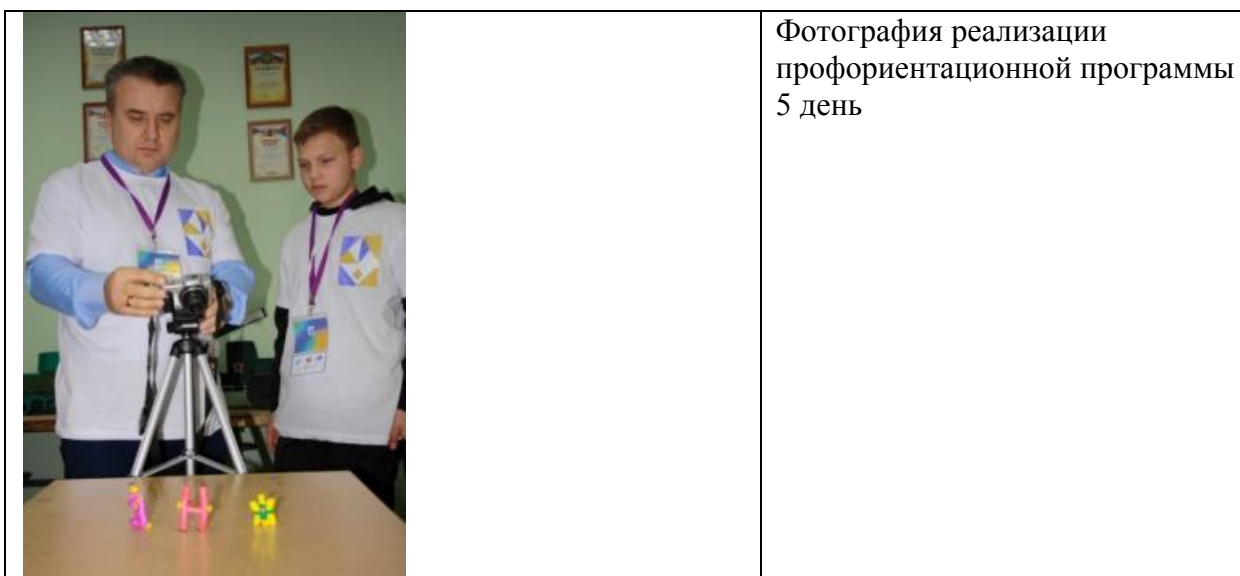 Фотография реализации
профориентационной программы
5 день